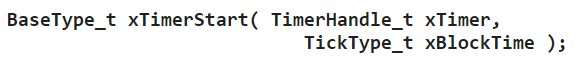 BaseType_t xTimerStart( TimerHandle_t xTimer,
TickType_t xBlockTime );